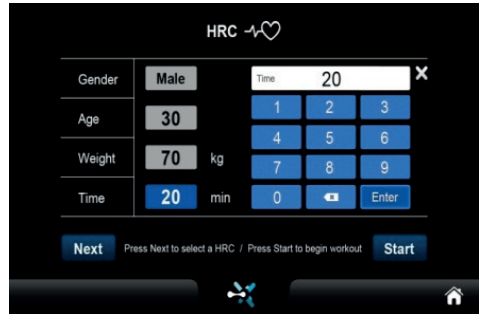 HRC
Gender Male
Time 20
Age 30
1 2 3
4 5 6
Weight 70 kg
7 8 9
Time 20 min
0 Enter
Next Press Next to select a HRC / Press Start to begin workout Start